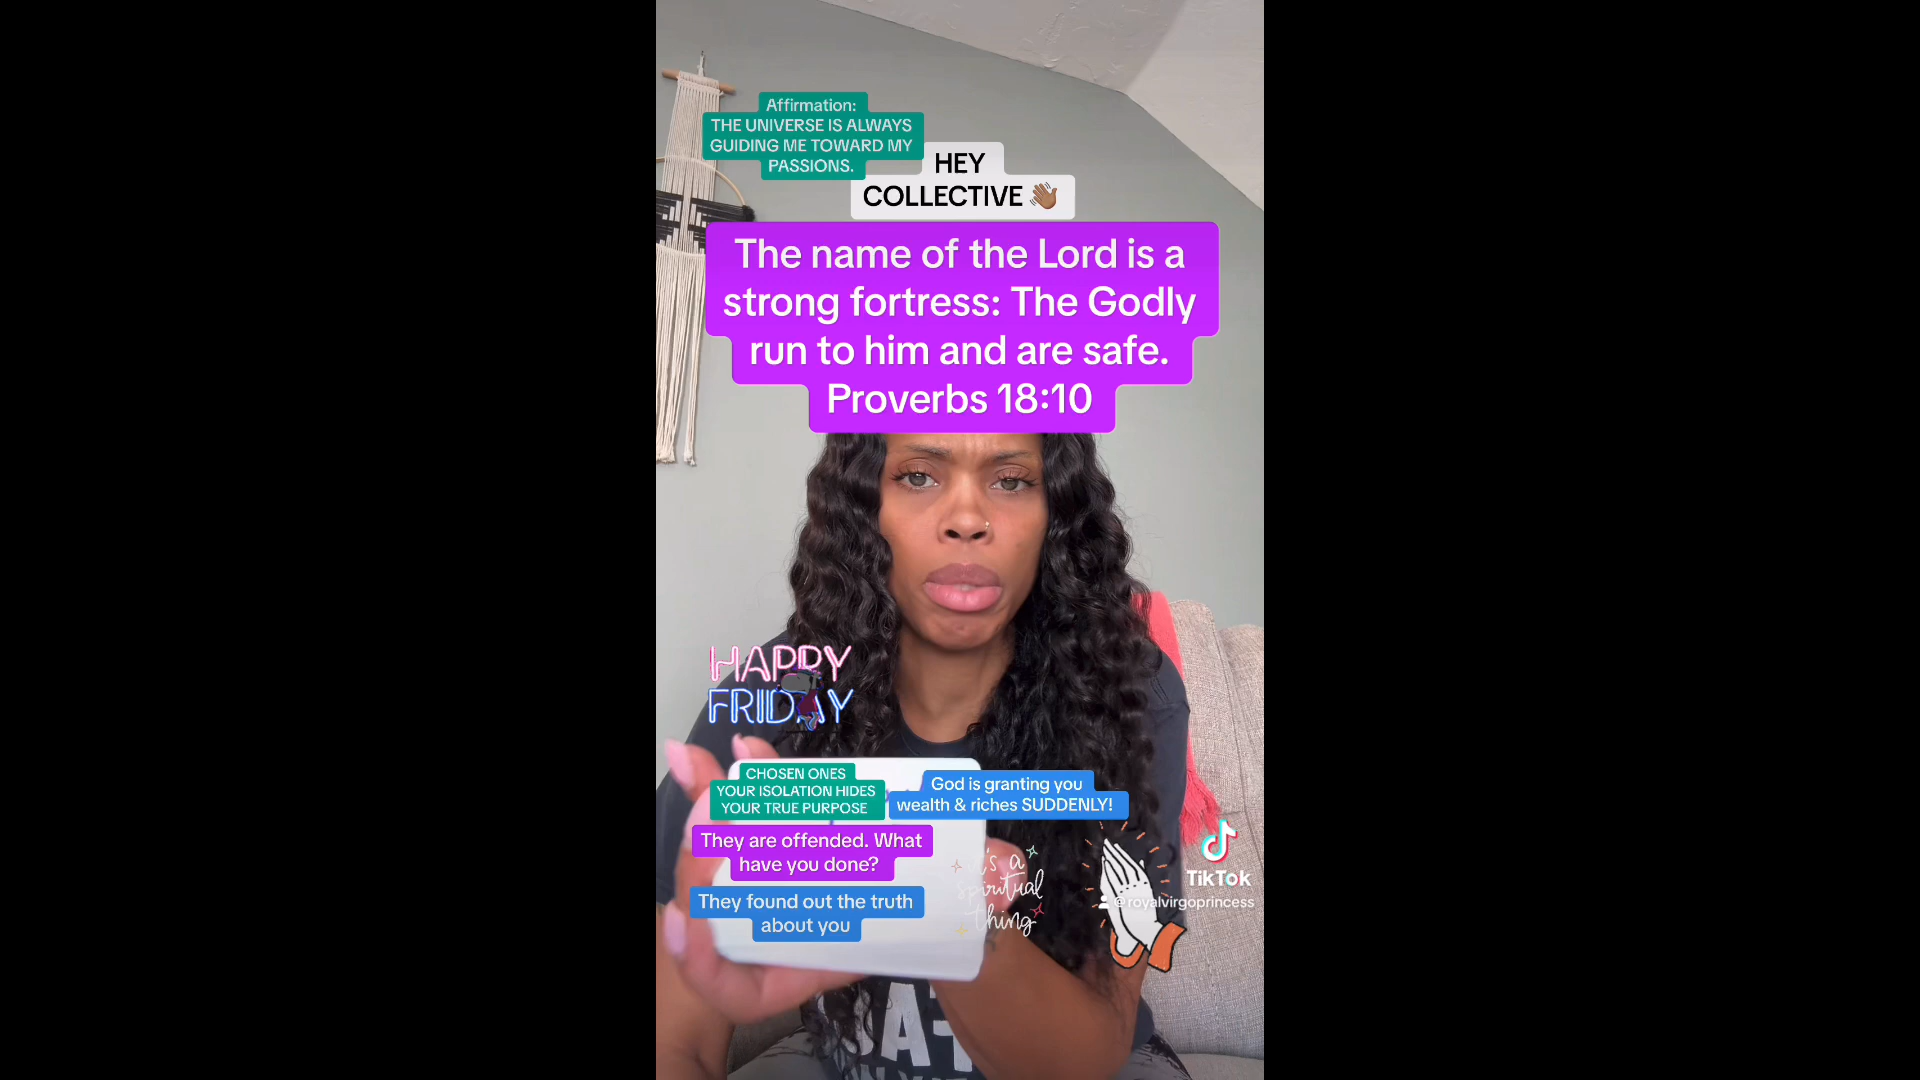 Affirmation:
THE UNIVERSE IS ALWAYS
GUIDING ME TOWARD MY
PASSIONS.
HEY
COLLECTIVE
The name of the Lord is a
strong fortress: The Godly
run to him and are safe.
Proverbs 18:10
HAPPY
FRIDAY
CHOSEN ONES
YOUR ISOLATION HIDES
YOUR TRUE PURPOSE
God is granting you
wealth & riches SUDDENLY!
They are offended. What
have you done?
They found out the truth
about you
it's a
spiritual
thing
TikTok
@royalvirgoprincess